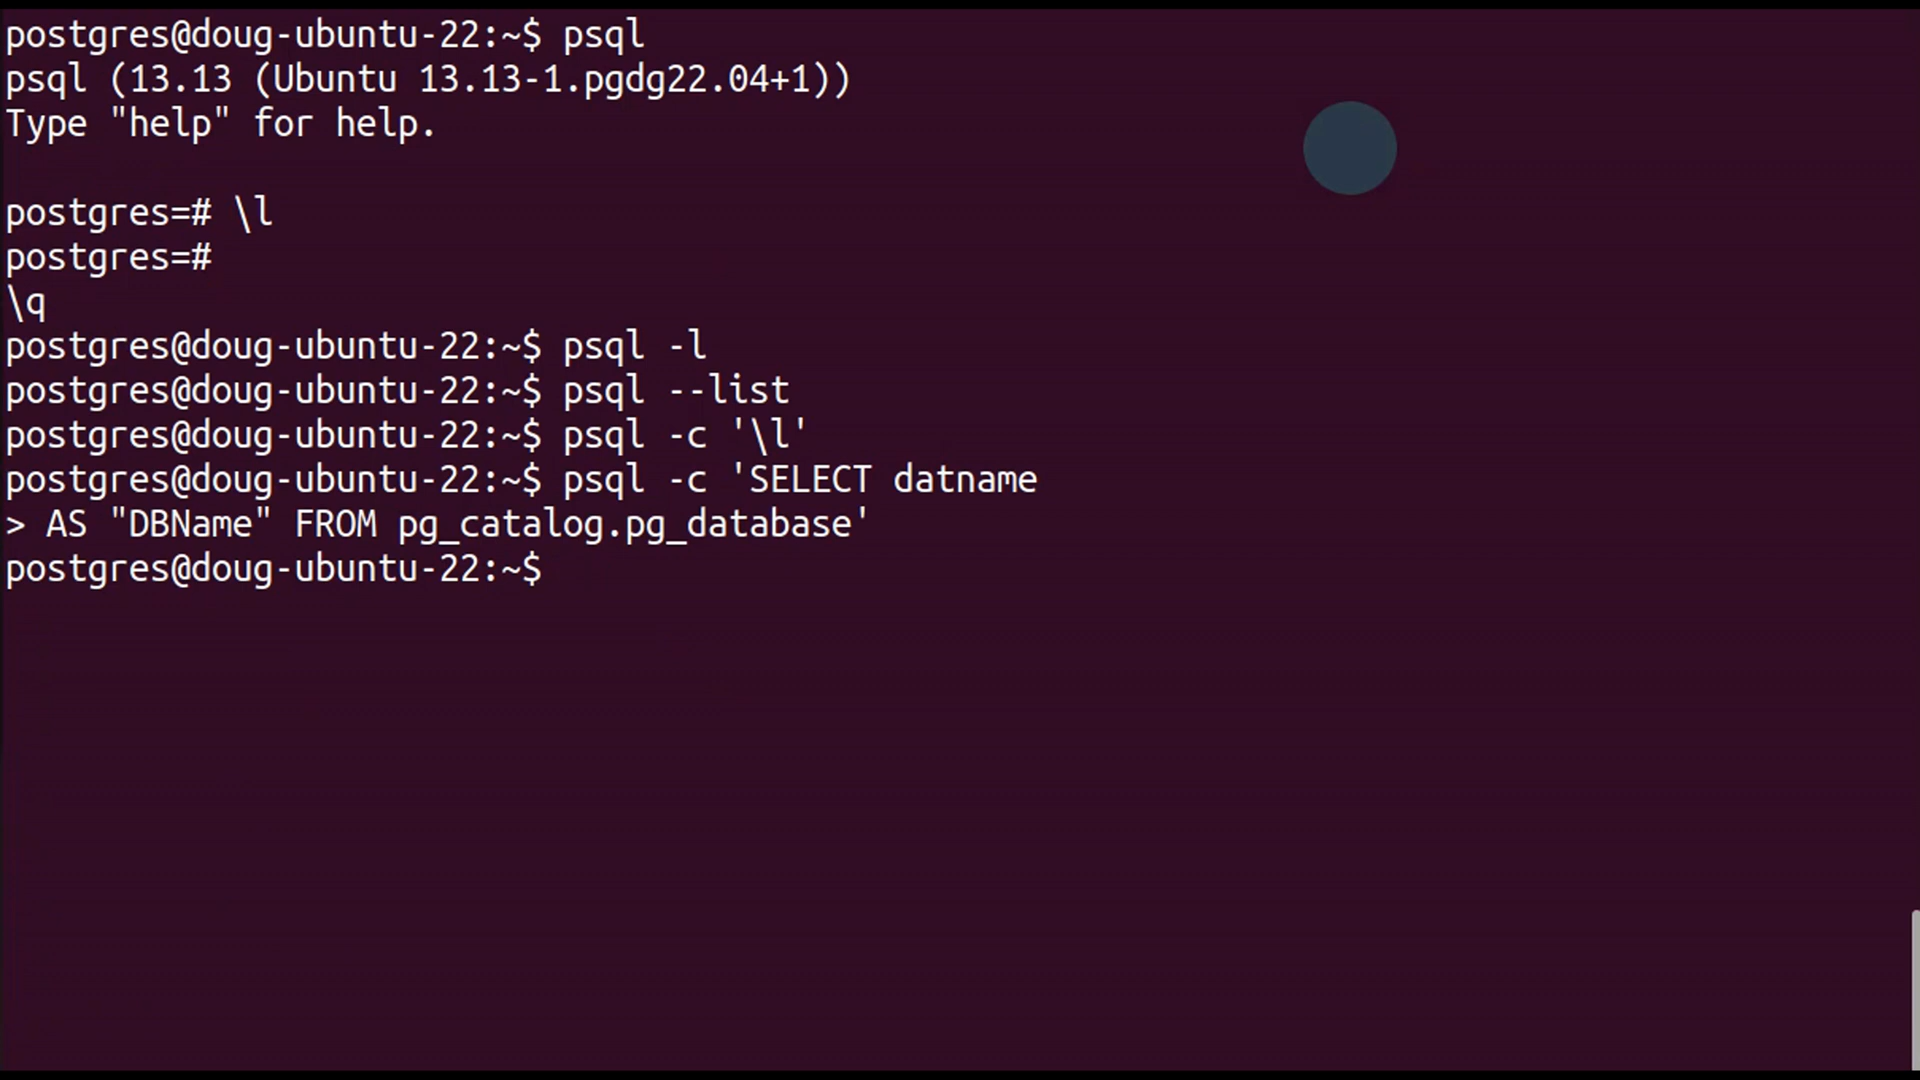 postgres@doug-ubuntu-22:~$ psql
psql (13.13 (Ubuntu 13.13-1.pgdg22.04+1))
Type "help" for help.
postgres=# \l
postgres=#
\q
postgres@doug-ubuntu-22:~$ psql -l
postgres@doug-ubuntu-22:~$ psql --list
postgres@doug-ubuntu-22:~$ psql -c '\l'
postgres@doug-ubuntu-22:~$ psql -c 'SELECT datname
> AS "DBName" FROM pg_catalog.pg_database'
postgres@doug-ubuntu-22:~$